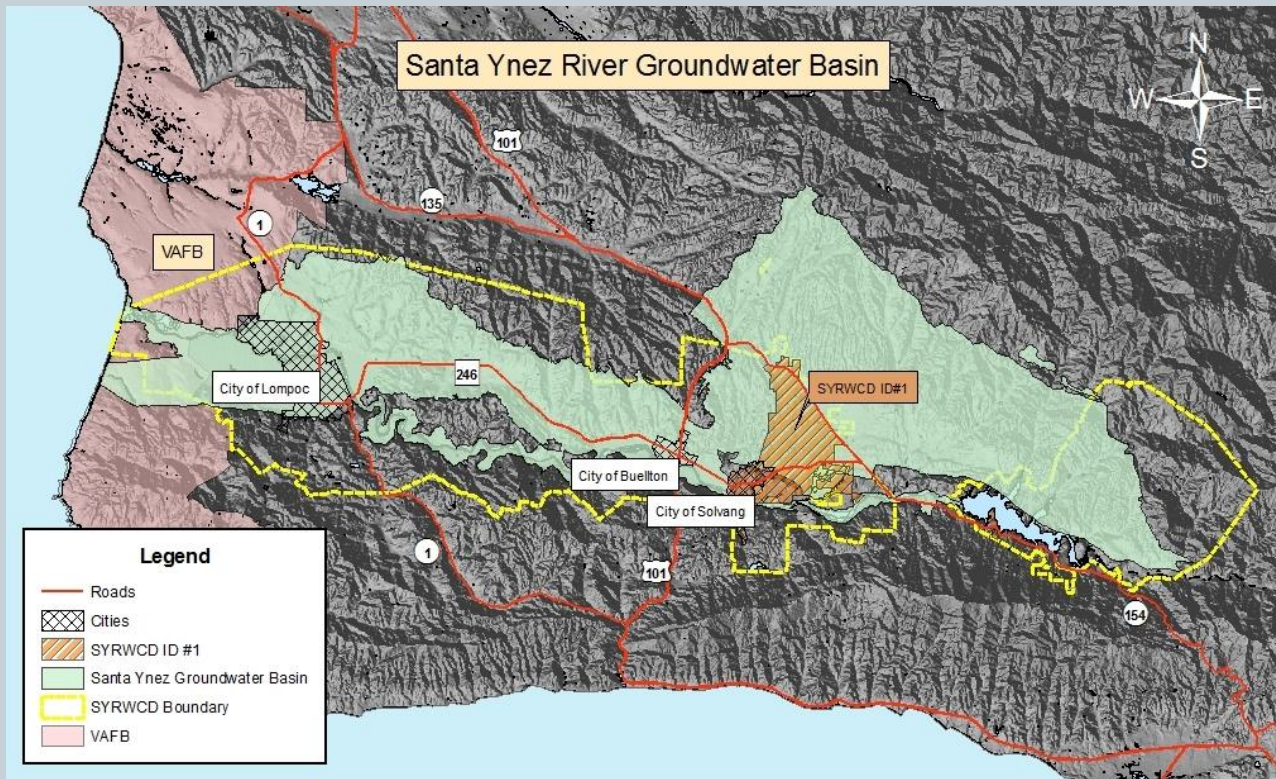 Santa Ynez River Groundwater Basin
N
W
E
S
101
135
1
VAFB
246
City of Lompoc
SYRWCD ID#1
City of Buellton
City of Solvang
1
101
154
Legend
Roads
Cities
SYRWCD ID #1
Santa Ynez Groundwater Basin
SYRWCD Boundary
VAFB